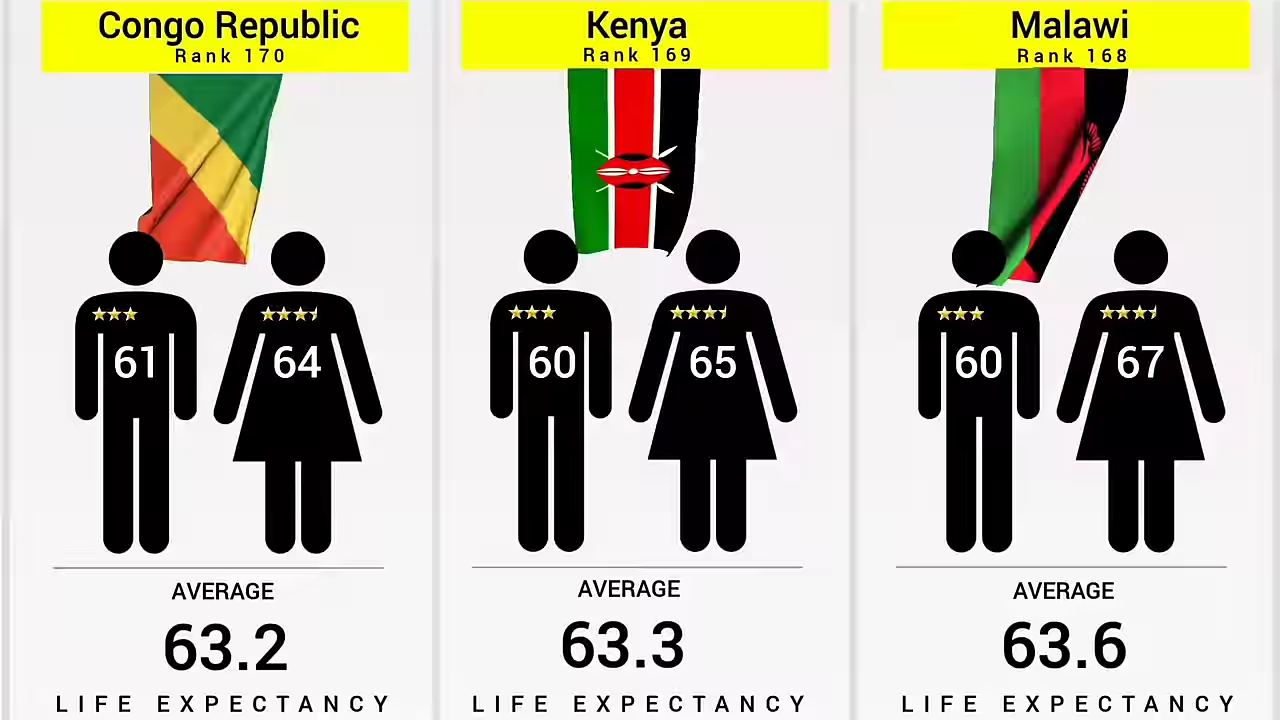 Congo Republic
Rank 170
61
64
AVERAGE
63.2
LIFE EXPECTANCY
Kenya
Rank 169
60
65
AVERAGE
63.3
LIFE EXPECTANCY
Malawi
Rank 168
60
67
AVERAGE
63.6
LIFE EXPECTANCY